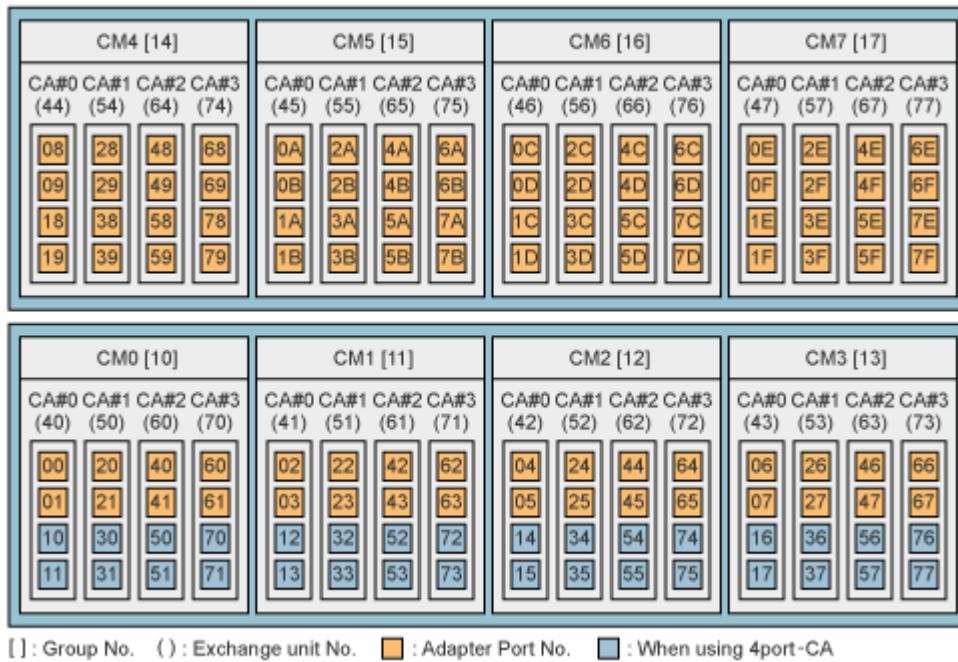 CM4 [14] CM5 [15] CM6 [16] CM7 [17]
CA#0 CA#1 CA#2 CA#3 CA#0 CA#1 CA#2 CA#3 CA#0 CA#1 CA#2 CA#3 CA#0 CA#1 CA#2 CA#3
(44) (54) (64) (74) (45) (55) (65) (75) (46) (56) (66) (76) (47) (57) (67) (77)
08 28 48 68 0A 2A 4A 6A 0C 2C 4C 6C 0E 2E 4E 6E
09 29 49 69 0B 2B 4B 6B 0D 2D 4D 6D 0F 2F 4F 6F
18 38 58 78 1A 3A 5A 7A 1C 3C 5C 7C 1E 3E 5E 7E
19 39 59 79 1B 3B 5B 7B 1D 3D 5D 7D 1F 3F 5F 7F
CM0 [10] CM1 [11] CM2 [12] CM3 [13]
CA#0 CA#1 CA#2 CA#3 CA#0 CA#1 CA#2 CA#3 CA#0 CA#1 CA#2 CA#3 CA#0 CA#1 CA#2 CA#3
(40) (50) (60) (70) (41) (51) (61) (71) (42) (52) (62) (72) (43) (53) (63) (73)
00 20 40 60 02 22 42 62 04 24 44 64 06 26 46 66
01 21 41 61 03 23 43 63 05 25 45 65 07 27 47 67
10 30 50 70 12 32 52 72 14 34 54 74 16 36 56 76
11 31 51 71 13 33 53 73 15 35 55 75 17 37 57 77
[ ] : Group No. ( ) : Exchange unit No. : Adapter Port No. : When using 4port-CA